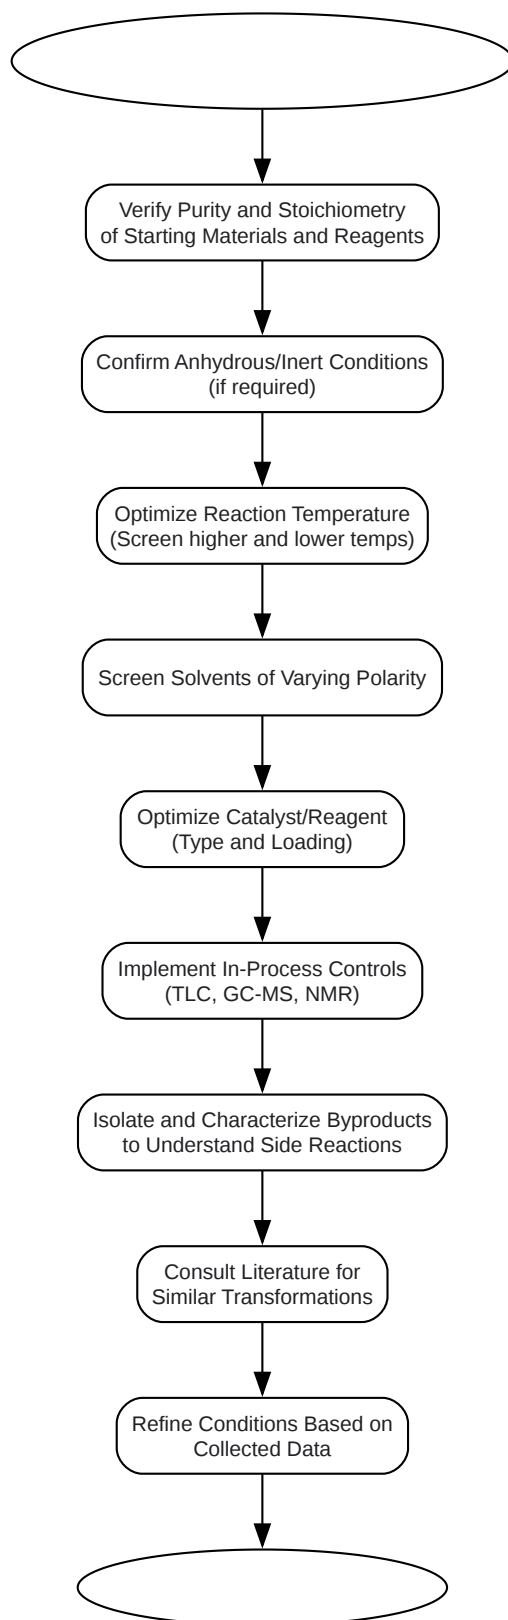 Verify Purity and Stoichiometry
of Starting Materials and Reagents
Confirm Anhydrous/Inert Conditions
(if required)
Optimize Reaction Temperature
(Screen higher and lower temps)
Screen Solvents of Varying Polarity
Optimize Catalyst/Reagent
(Type and Loading)
Implement In-Process Controls
(TLC, GC-MS, NMR)
Isolate and Characterize Byproducts
to Understand Side Reactions
Consult Literature for
Similar Transformations
Refine Conditions Based on
Collected Data